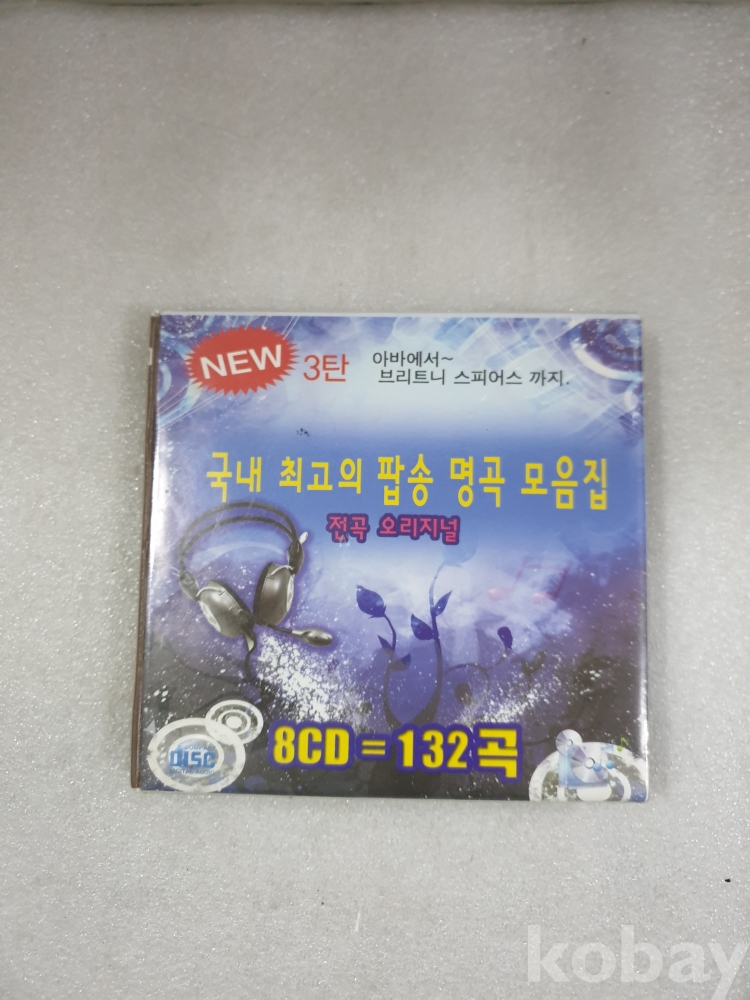 NEW 3탄
아바에서~
브리트니 스피어스 까지.
국내 최고의 팝송 명곡 모음집
전곡 오리지널
8CD = 132곡
DISC
kobay